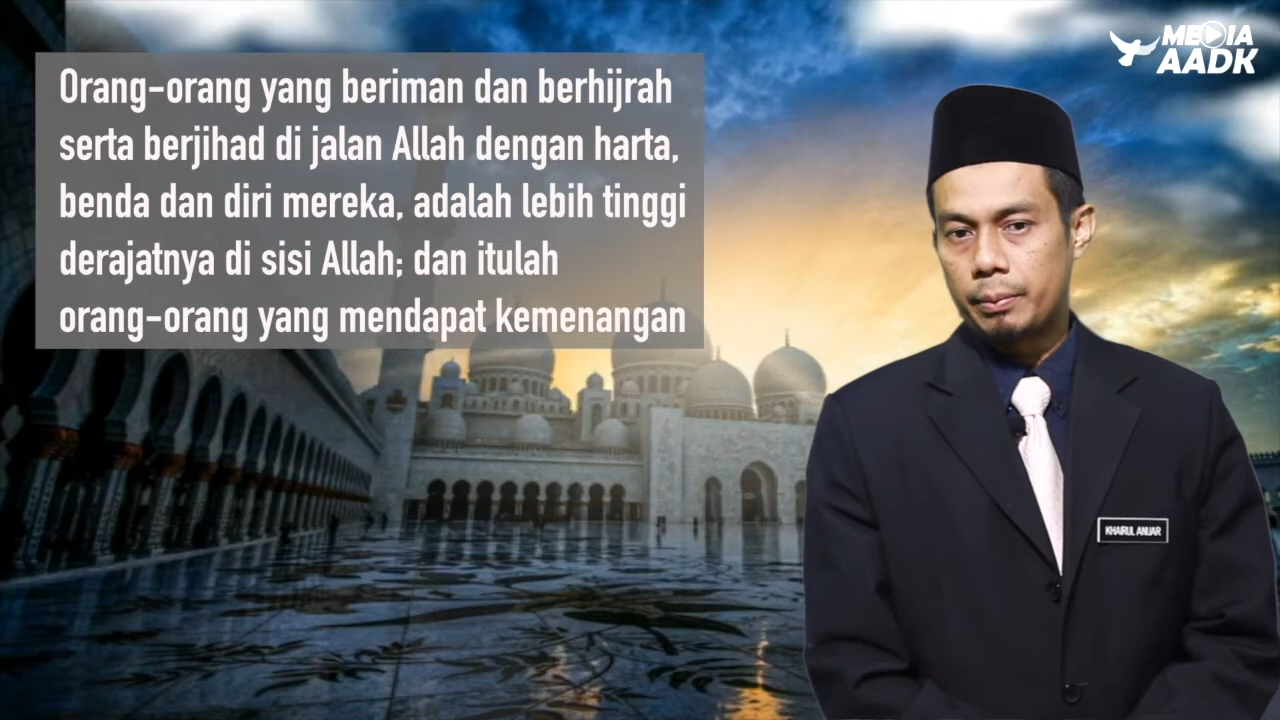 Orang-orang yang beriman dan berhijrah
serta berjihad di jalan Allah dengan harta,
benda dan diri mereka, adalah lebih tinggi
derajatnya di sisi Allah; dan itulah
orang-orang yang mendapat kemenangan
MEDIA
AADK
KHAIRUL ANUAR